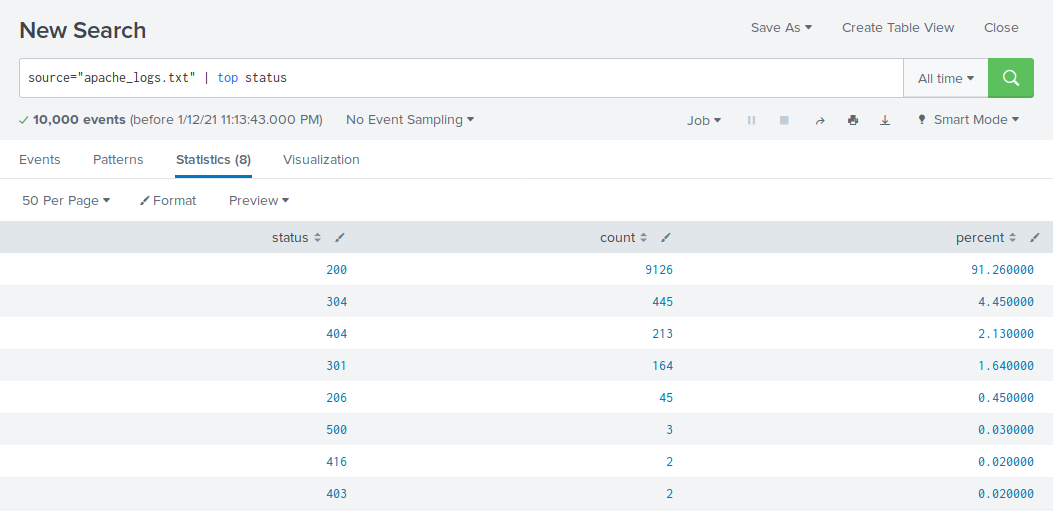 New Search
Save As Create Table View Close
source="apache_logs.txt" | top status
All time
10,000 events (before 1/12/21 11:13:43.000 PM) No Event Sampling
Job Smart Mode
Events Patterns Statistics (8) Visualization
50 Per Page Format Preview
status count percent
200 9126 91.260000
304 445 4.450000
404 213 2.130000
301 164 1.640000
206 45 0.450000
500 3 0.030000
416 2 0.020000
403 2 0.020000